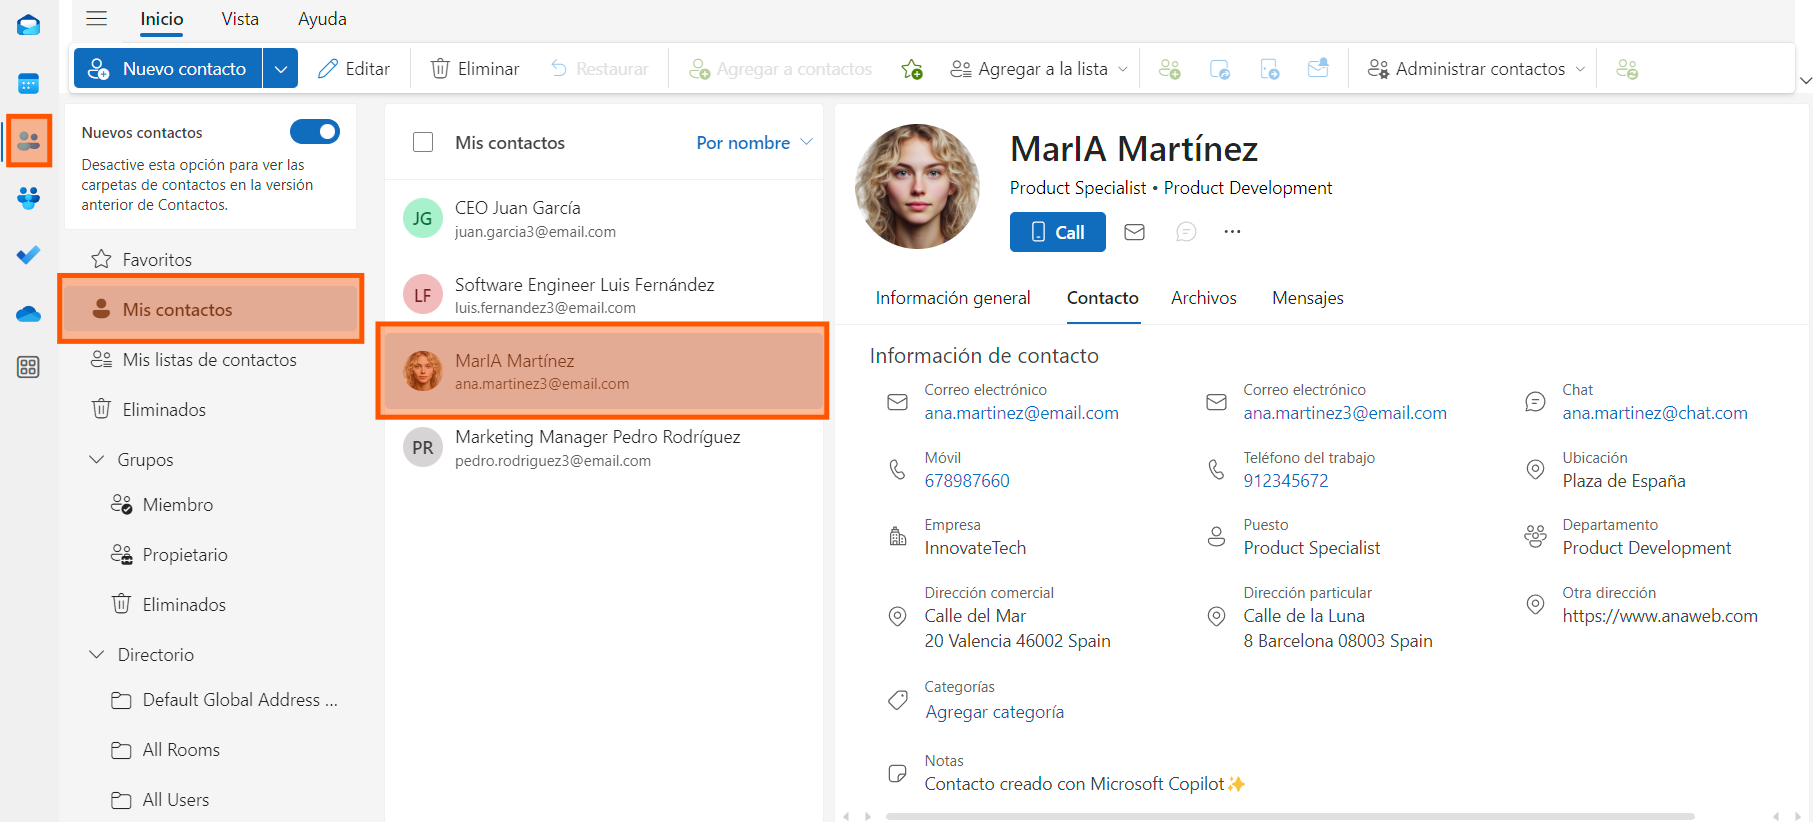 Inicio Vista Ayuda
Nuevo contacto Editar Eliminar Restaurar Agregar a contactos Agregar a la lista Administrar contactos
Nuevos contactos
Desactive esta opción para ver las
carpetas de contactos en la versión
anterior de Contactos.
Favoritos
Mis contactos
Mis listas de contactos
Eliminados
Grupos
Miembro
Propietario
Eliminados
Directorio
Default Global Address ...
All Rooms
All Users
Mis contactos Por nombre
JG
CEO Juan García
juan.garcia3@email.com
LF
Software Engineer Luis Fernández
luis.fernandez3@email.com
MarIA Martínez
ana.martinez3@email.com
PR
Marketing Manager Pedro Rodríguez
pedro.rodriguez3@email.com
MarIA Martínez
Product Specialist • Product Development
Call
Información general Contacto Archivos Mensajes
Información de contacto
Correo electrónico
ana.martinez@email.com
Correo electrónico
ana.martinez3@email.com
Chat
ana.martinez@chat.com
Móvil
678987660
Teléfono del trabajo
912345672
Ubicación
Plaza de España
Empresa
InnovateTech
Puesto
Product Specialist
Departamento
Product Development
Dirección comercial
Calle del Mar
20 Valencia 46002 Spain
Dirección particular
Calle de la Luna
8 Barcelona 08003 Spain
Otra dirección
https://www.anaweb.com
Categorías
Agregar categoría
Notas
Contacto creado con Microsoft Copilot✨